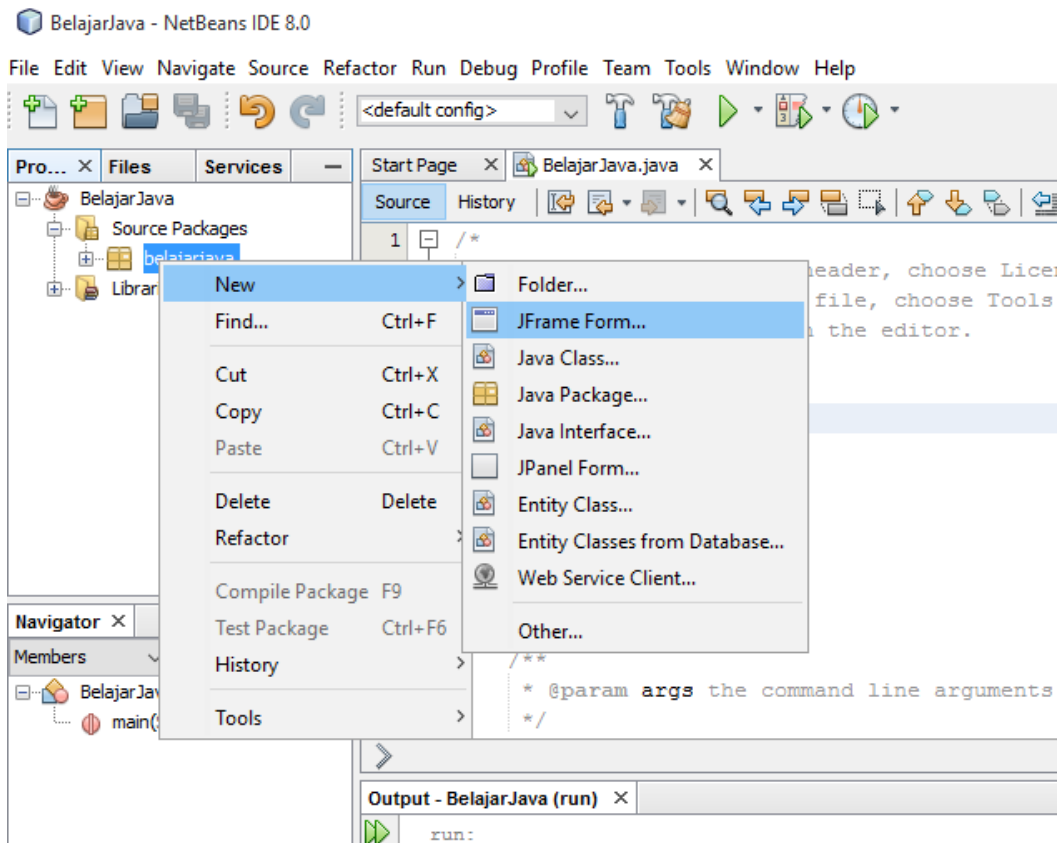 BelajarJava - NetBeans IDE 8.0
File Edit View Navigate Source Refactor Run Debug Profile Team Tools Window Help
<default config>
Pro... Files Services
Start Page BelajarJava.java
BelajarJava
Source Packages
belajarjava
Librar
Source History
1 /*
header, choose Licen
file, choose Tools
n the editor.
New
Find... Ctrl+F
Cut Ctrl+X
Copy Ctrl+C
Paste Ctrl+V
Delete Delete
Refactor
Compile Package F9
Test Package Ctrl+F6
History
Tools
Folder...
JFrame Form...
Java Class...
Java Package...
Java Interface...
JPanel Form...
Entity Class...
Entity Classes from Database...
Web Service Client...
Other...
/**
* @param args the command line arguments
*/
Navigator
Members
BelajarJav
main(
Output - BelajarJava (run)
run: